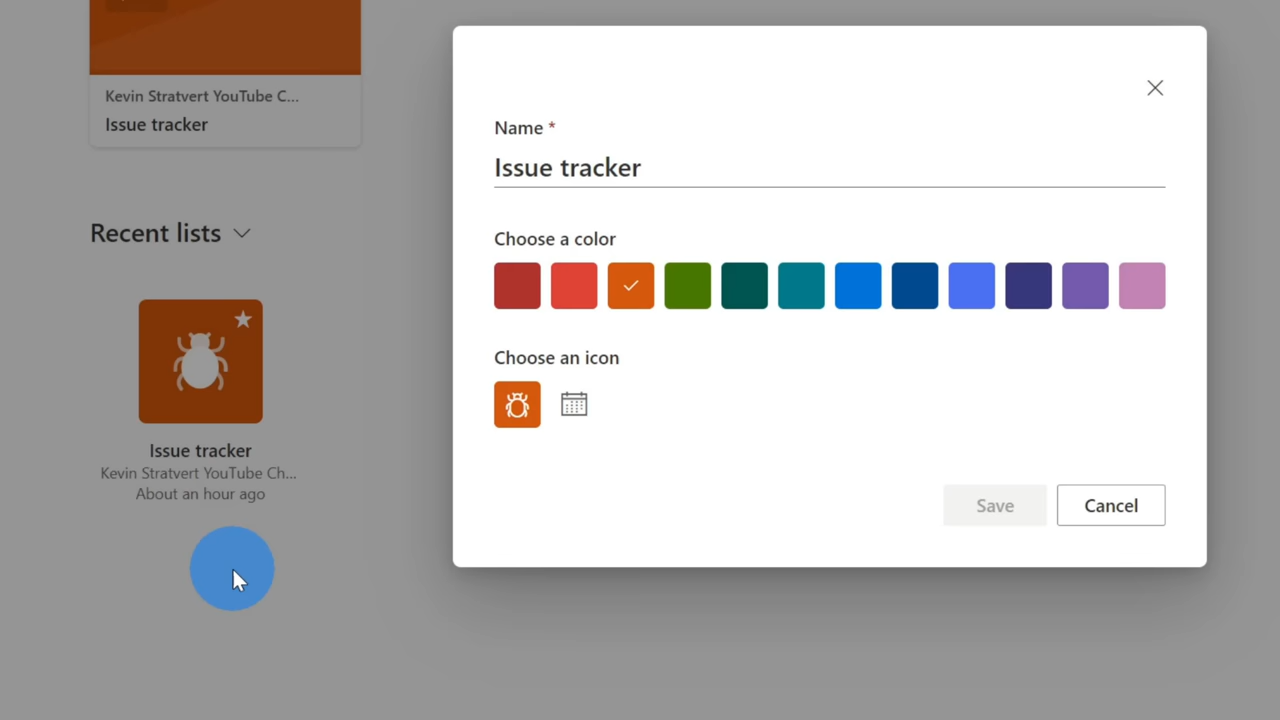 Kevin Stratvert YouTube C...
Issue tracker
Recent lists
Issue tracker
Kevin Stratvert YouTube Ch...
About an hour ago
Name *
Issue tracker
Choose a color
Choose an icon
Save
Cancel